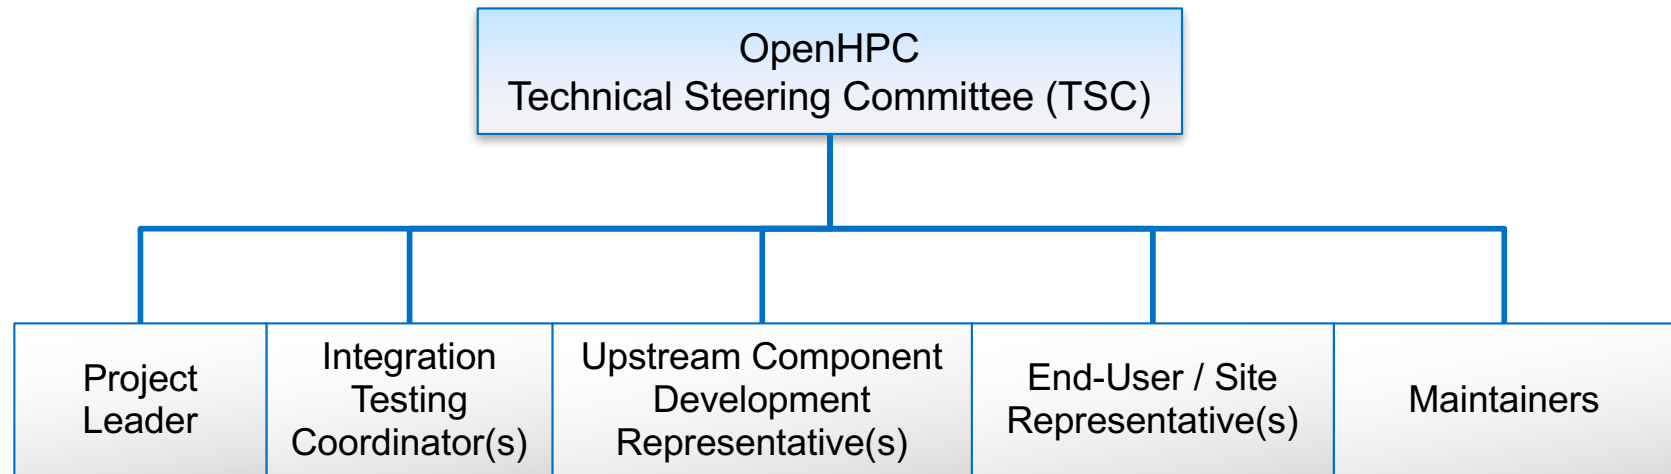 OpenHPC
Technical Steering Committee (TSC)
Project
Leader
Integration
Testing
Coordinator(s)
Upstream Component
Development
Representative(s)
End-User / Site
Representative(s)
Maintainers